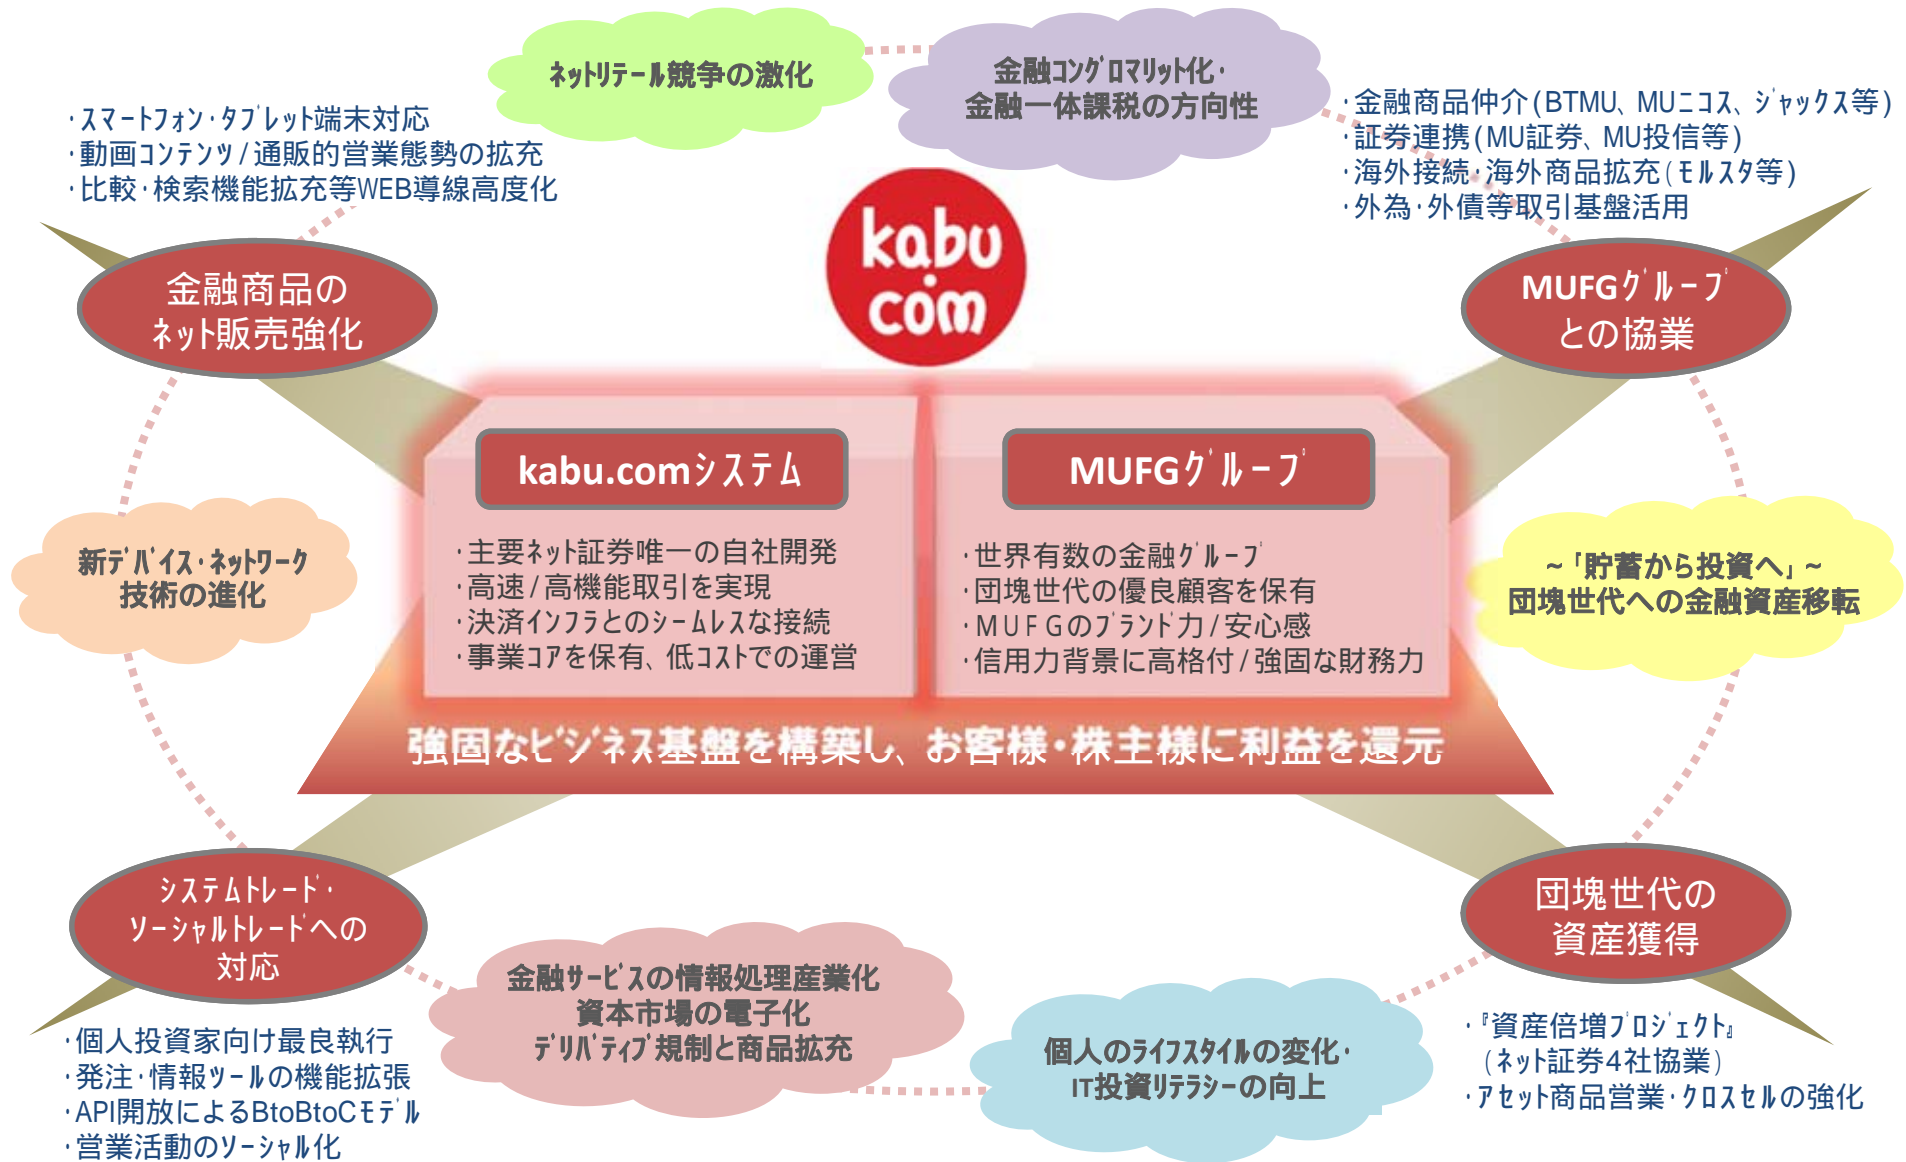 ネットリテール競争の激化
金融コングロマリット化・
金融一体課税の方向性
・スマートフォン・タブレット端末対応
・動画コンテンツ/通販的営業態勢の拡充
・比較・検索機能拡充等WEB導線高度化
・金融商品仲介(BTMU、MUニコス、ジャックス等)
・証券連携(MU証券、MU投信等)
・海外接続・海外商品拡充(モルスタ等)
・外為・外債等取引基盤活用
kabu
.
com
金融商品の
ネット販売強化
MUFGグループ
との協業
kabu.comシステム
・主要ネット証券唯一の自社開発
・高速/高機能取引を実現
・決済インフラとのシームレスな接続
・事業コアを保有、低コストでの運営
MUFGグループ
・世界有数の金融グループ
・団塊世代の優良顧客を保有
・MUFGのブランド力/安心感
・信用力背景に高格付/強固な財務力
新デバイス・ネットワーク
技術の進化
~「貯蓄から投資へ」~
団塊世代への金融資産移転
強固なビジネス基盤を構築し、お客様・株主様に利益を還元
システムトレード・
ソーシャルトレードへの
対応
団塊世代の
資産獲得
金融サービスの情報処理産業化
資本市場の電子化
デリバティブ規制と商品拡充
個人のライフスタイルの変化・
IT投資リテラシーの向上
・個人投資家向け最良執行
・発注・情報ツールの機能拡張
・API開放によるBtoBtoCモデル
・営業活動のソーシャル化
・『資産倍増プロジェクト』
(ネット証券4社協業)
・アセット商品営業・クロスセルの強化